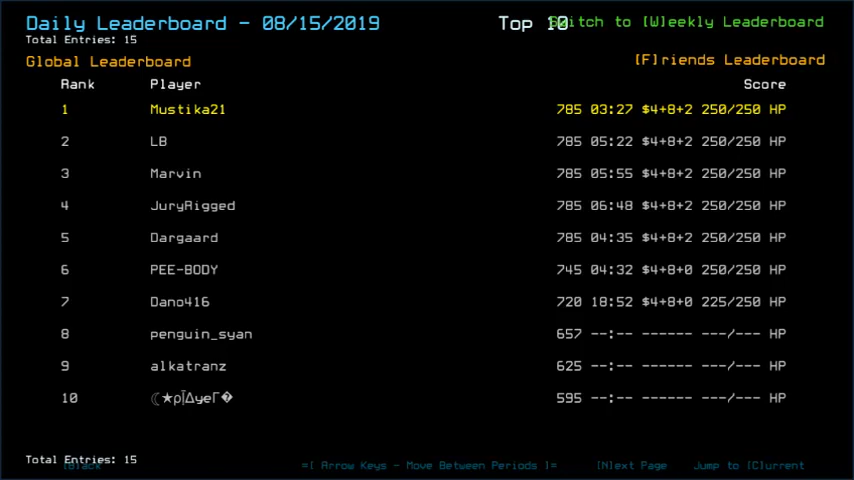 Daily Leaderboard - 08/15/2019 Top 10 Switch to [W]eekly Leaderboard
Total Entries: 15
Global Leaderboard [F]riends Leaderboard
Rank Player Score
1 Mustika21 785 03:27 $4+8+2 250/250 HP
2 LB 785 05:22 $4+8+2 250/250 HP
3 Marvin 785 05:55 $4+8+2 250/250 HP
4 JuryRigged 785 06:48 $4+8+2 250/250 HP
5 Dargaard 785 04:35 $4+8+2 250/250 HP
6 PEE-BODY 745 04:32 $4+8+0 250/250 HP
7 Dano416 720 18:52 $4+8+0 225/250 HP
8 penguin_syan 657 --:-- ------ ---/--- HP
9 alkatranz 625 --:-- ------ ---/--- HP
10 595 --:-- ------ ---/--- HP
Total Entries: 15
[B]ack =[ Arrow Keys - Move Between Periods ]= [N]ext Page Jump to [C]urrent